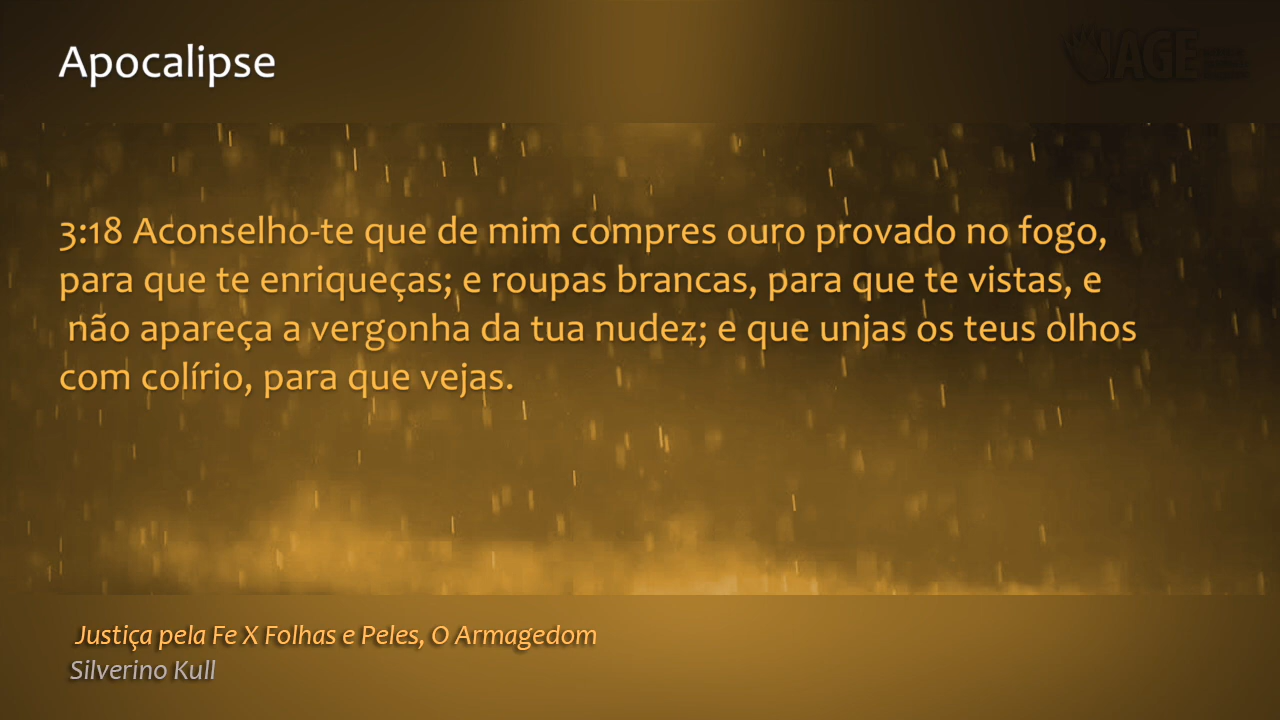 Apocalipse
IAGE
3:18 Aconselho-te que de mim compres ouro provado no fogo,
para que te enriqueças; e roupas brancas, para que te vistas, e
não apareça a vergonha da tua nudez; e que unjas os teus olhos
com colírio, para que vejas.
Justiça pela Fe X Folhas e Peles, O Armagedom
Silverino Kull